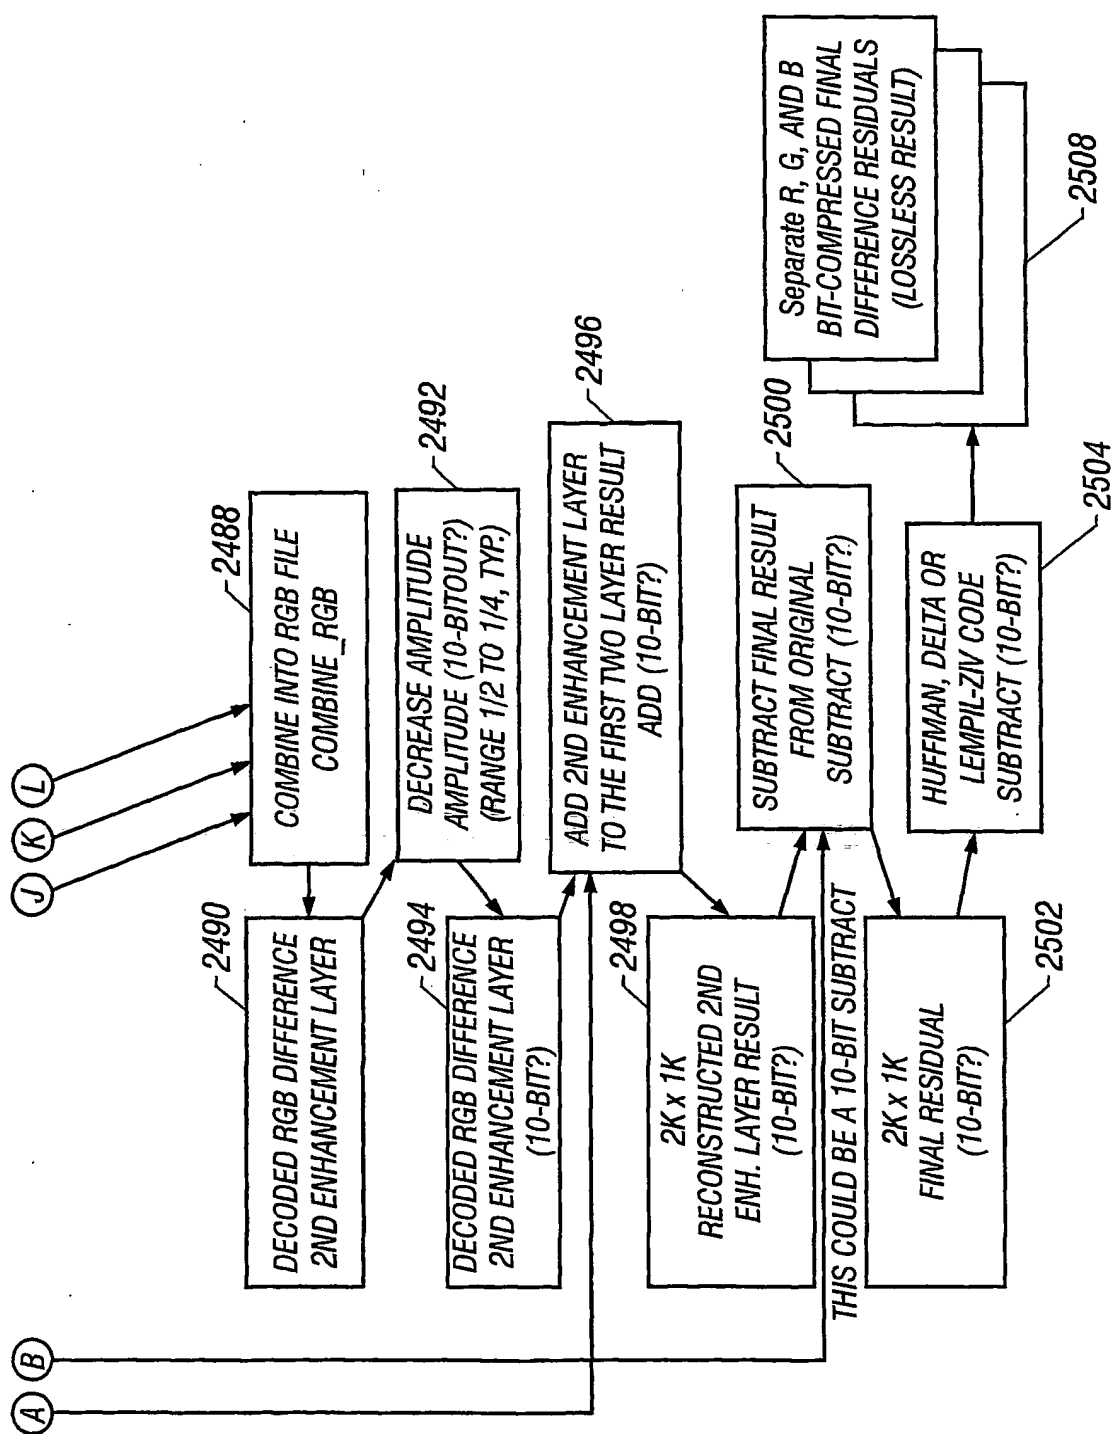 A
B
J
K
L
2488
COMBINE INTO RGB FILE
COMBINE_RGB
2490
DECODED RGB DIFFERENCE
2ND ENHANCEMENT LAYER
2492
DECREASE AMPLITUDE
AMPLITUDE (10-BITOUT?)
(RANGE 1/2 TO 1/4, TYP.)
2494
DECODED RGB DIFFERENCE
2ND ENHANCEMENT LAYER
(10-BIT?)
2496
ADD 2ND ENHANCEMENT LAYER
TO THE FIRST TWO LAYER RESULT
ADD (10-BIT?)
2498
2K x 1K
RECONSTRUCTED 2ND
ENH. LAYER RESULT
(10-BIT?)
2500
SUBTRACT FINAL RESULT
FROM ORIGINAL
SUBTRACT (10-BIT?)
THIS COULD BE A 10-BIT SUBTRACT
2K x 1K
FINAL RESIDUAL
(10-BIT?)
2502
HUFFMAN, DELTA OR
LEMPIL-ZIV CODE
SUBTRACT (10-BIT?)
2504
Separate R, G, AND B
BIT-COMPRESSED FINAL
DIFFERENCE RESIDUALS
(LOSSLESS RESULT)
2508